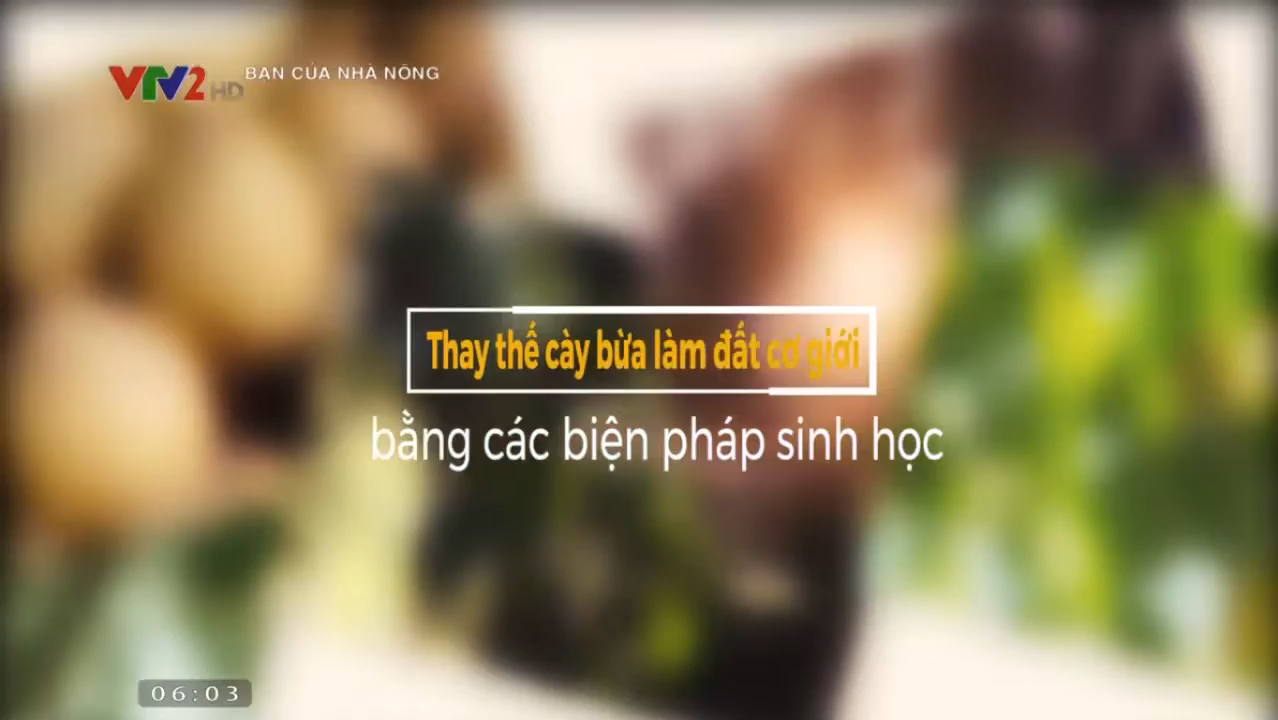 VTV2 HD BẠN CỦA NHÀ NÔNG
Thay thế cày bừa làm đất cơ giới
bằng các biện pháp sinh học
06:03